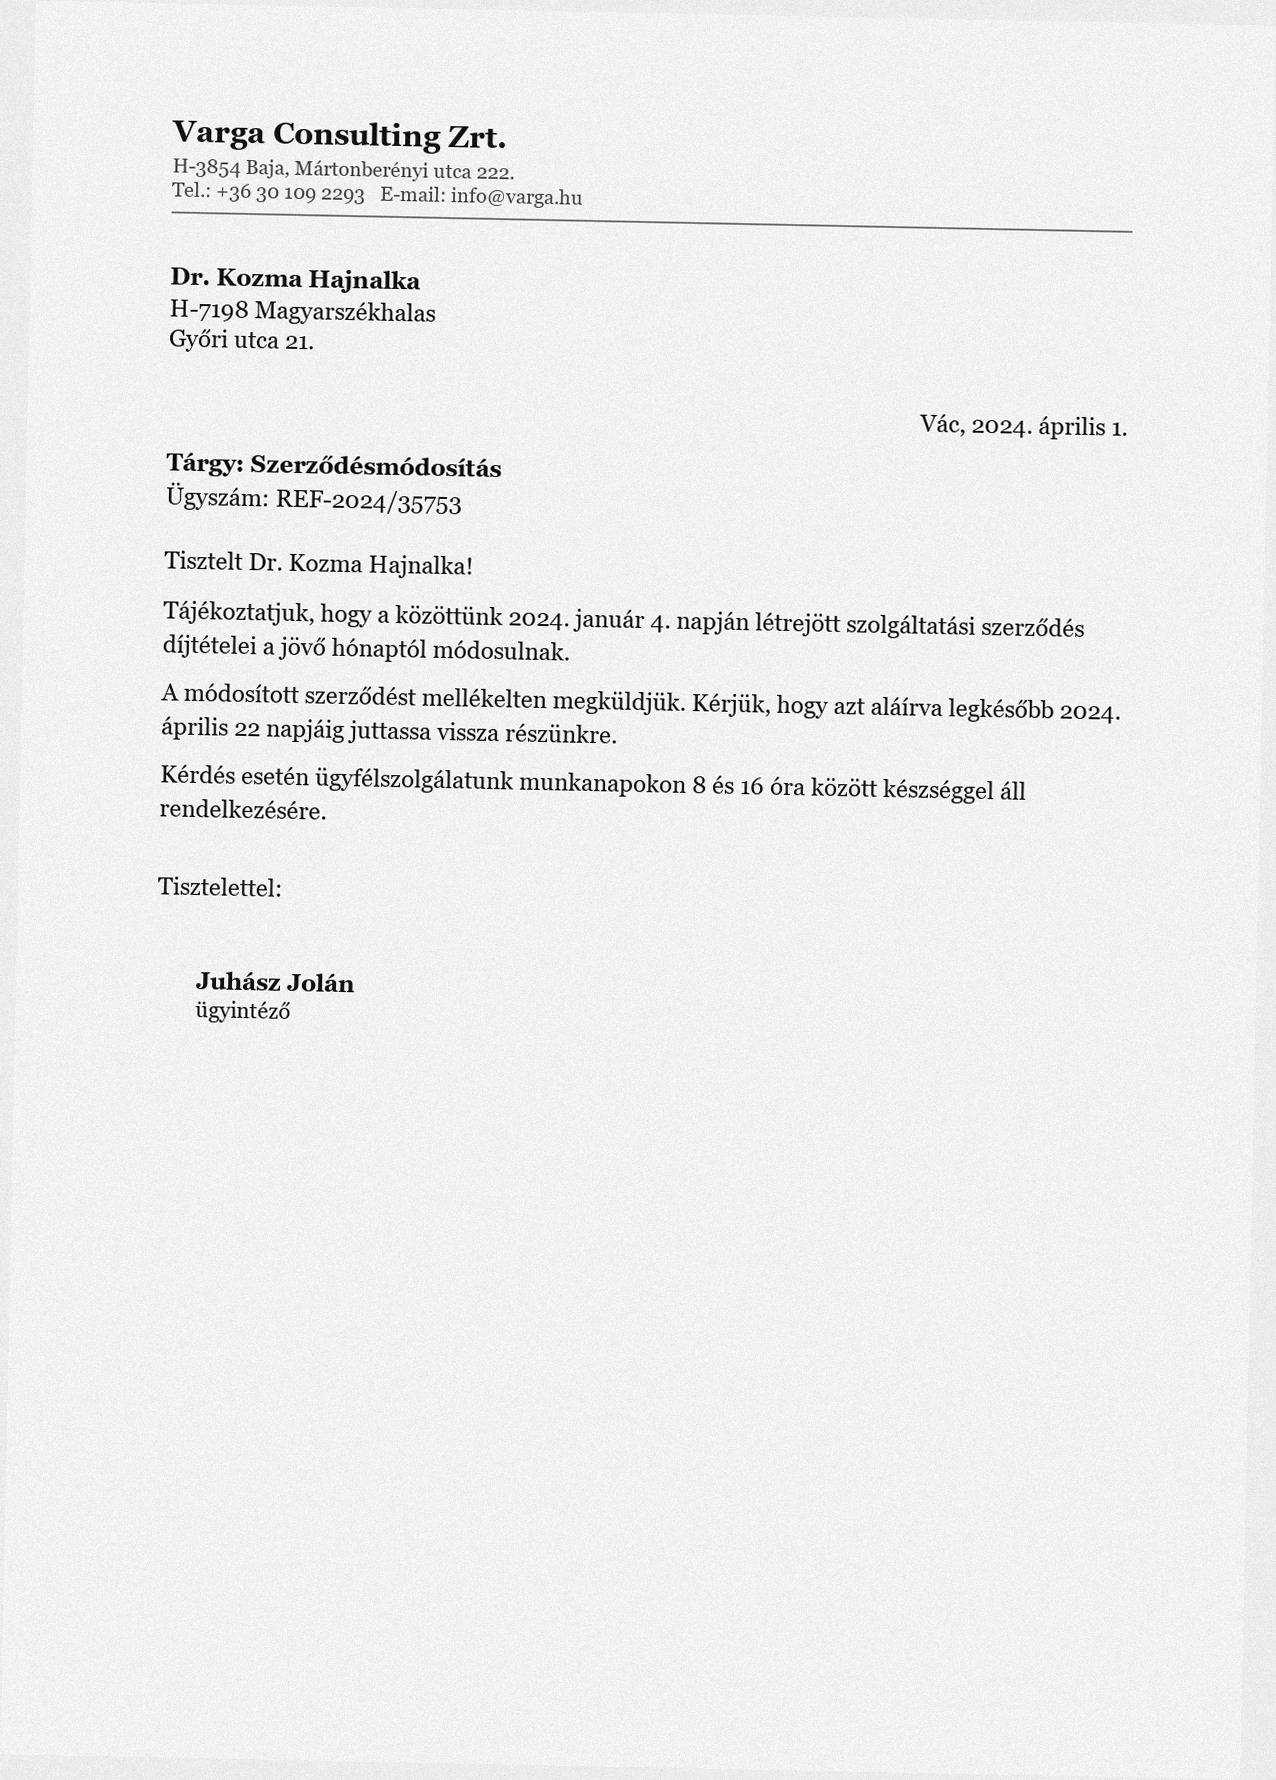 Varga Consulting Zrt.
H-3854 Baja, Mártonberényi utca 222.
Tel.: +36 30 109 2293 E-mail: info@varga.hu
Dr. Kozma Hajnalka
H-7198 Magyarszékhalas
Győri utca 21.
Vác, 2024. április 1.
Tárgy: Szerződésmódosítás
Ügyszám: REF-2024/35753
Tisztelt Dr. Kozma Hajnalka!
Tájékoztatjuk, hogy a közöttünk 2024. január 4. napján létrejött szolgáltatási szerződés
díjtételei a jövő hónaptól módosulnak.
A módosított szerződést mellékelten megküldjük. Kérjük, hogy azt aláírva legkésőbb 2024.
április 22 napjáig juttassa vissza részünkre.
Kérdés esetén ügyfélszolgálatunk munkanapokon 8 és 16 óra között készséggel áll
rendelkezésére.
Tisztelettel:
Juhász Jolán
ügyintéző